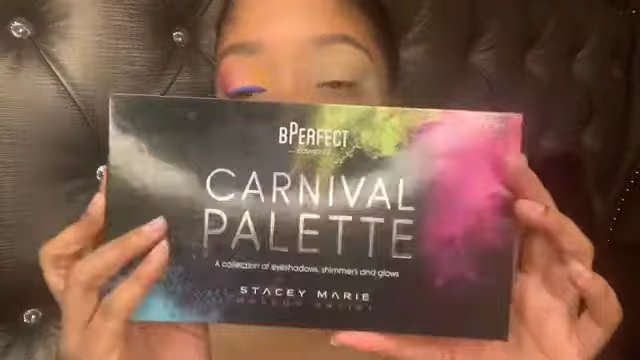 BPERFECT
COSMETICS
CARNIVAL
PALETTE
A collection of eyeshadows, shimmers and glows
STACEY MARIE
MAKEUP ARTIST